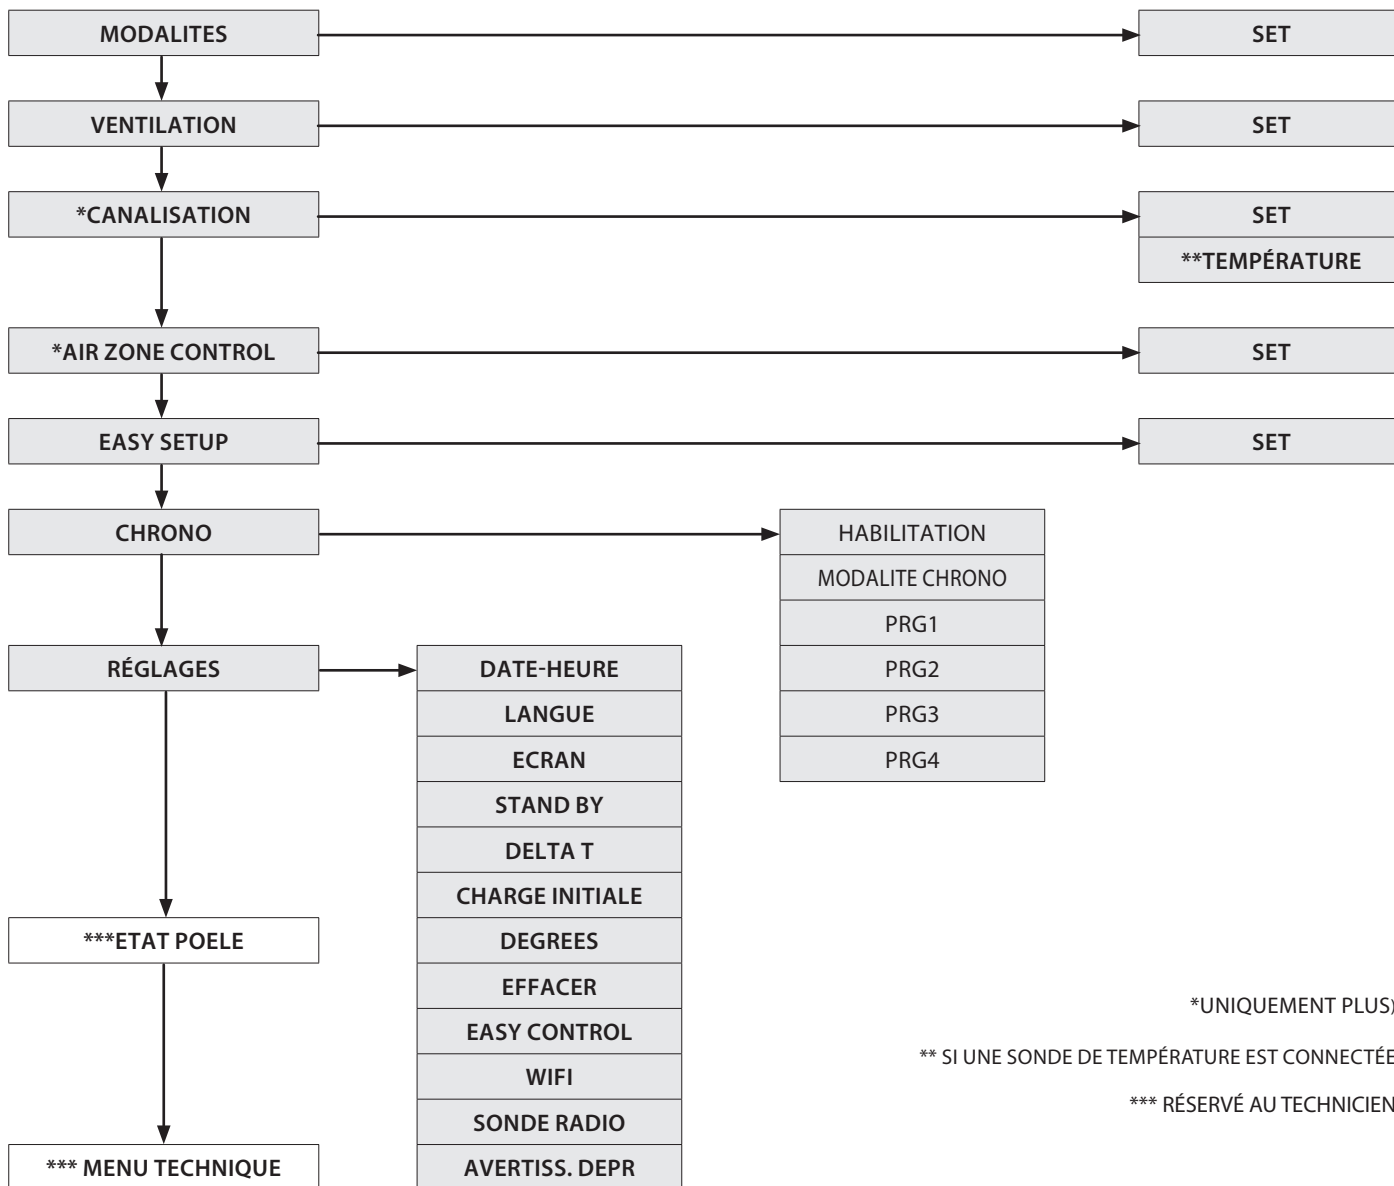 MODALITES
SET
VENTILATION
SET
*CANALISATION
SET
**TEMPÉRATURE
*AIR ZONE CONTROL
SET
EASY SETUP
SET
CHRONO
HABILITATION
MODALITE CHRONO
PRG1
PRG2
PRG3
PRG4
RÉGLAGES
DATE-HEURE
LANGUE
ECRAN
STAND BY
DELTA T
CHARGE INITIALE
DEGREES
EFFACER
EASY CONTROL
WIFI
SONDE RADIO
AVERTISS. DEPR
***ETAT POELE
*** MENU TECHNIQUE
*UNIQUEMENT PLUS)
** SI UNE SONDE DE TEMPÉRATURE EST CONNECTÉE
*** RÉSERVÉ AU TECHNICIEN